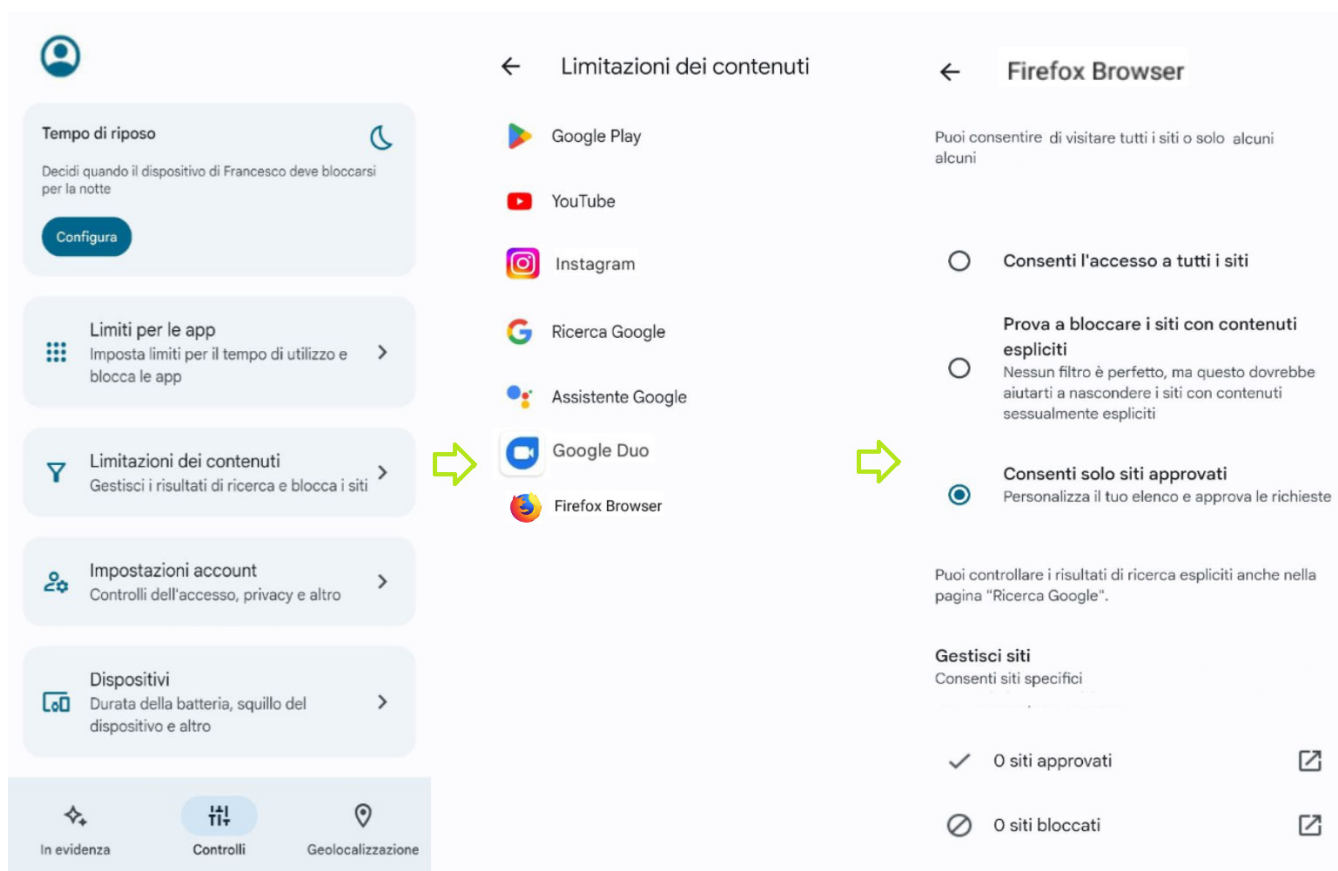 Tempo di riposo
Decidi quando il dispositivo di Francesco deve bloccarsi
per la notte
Configura
Limiti per le app
Imposta limiti per il tempo di utilizzo e
blocca le app
Limitazioni dei contenuti
Gestisci i risultati di ricerca e blocca i siti
Impostazioni account
Controlli dell'accesso, privacy e altro
Dispositivi
Durata della batteria, squillo del
dispositivo e altro
In evidenza
Controlli
Geolocalizzazione
Limitazioni dei contenuti
Google Play
YouTube
Instagram
Ricerca Google
Assistente Google
Google Duo
Firefox Browser
Firefox Browser
Puoi consentire di visitare tutti i siti o solo alcuni
alcuni
Consenti l'accesso a tutti i siti
Prova a bloccare i siti con contenuti
espliciti
Nessun filtro è perfetto, ma questo dovrebbe
aiutarti a nascondere i siti con contenuti
sessualmente espliciti
Consenti solo siti approvati
Personalizza il tuo elenco e approva le richieste
Puoi controllare i risultati di ricerca espliciti anche nella
pagina "Ricerca Google".
Gestisci siti
Consenti siti specifici
0 siti approvati
0 siti bloccati